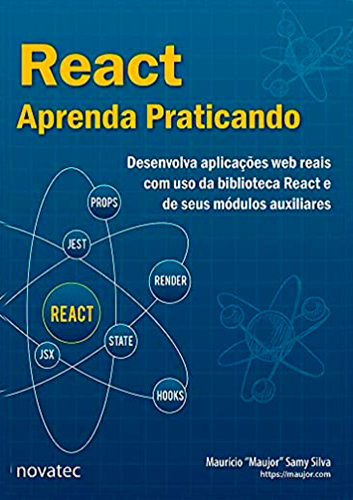 React
Aprenda Praticando
Desenvolva aplicações web reais
com uso da biblioteca React e
de seus módulos auxiliares
PROPS
JEST
RENDER
REACT
STATE
JSX
HOOKS
Maurício "Maujor" Samy Silva
https://maujor.com
novatec